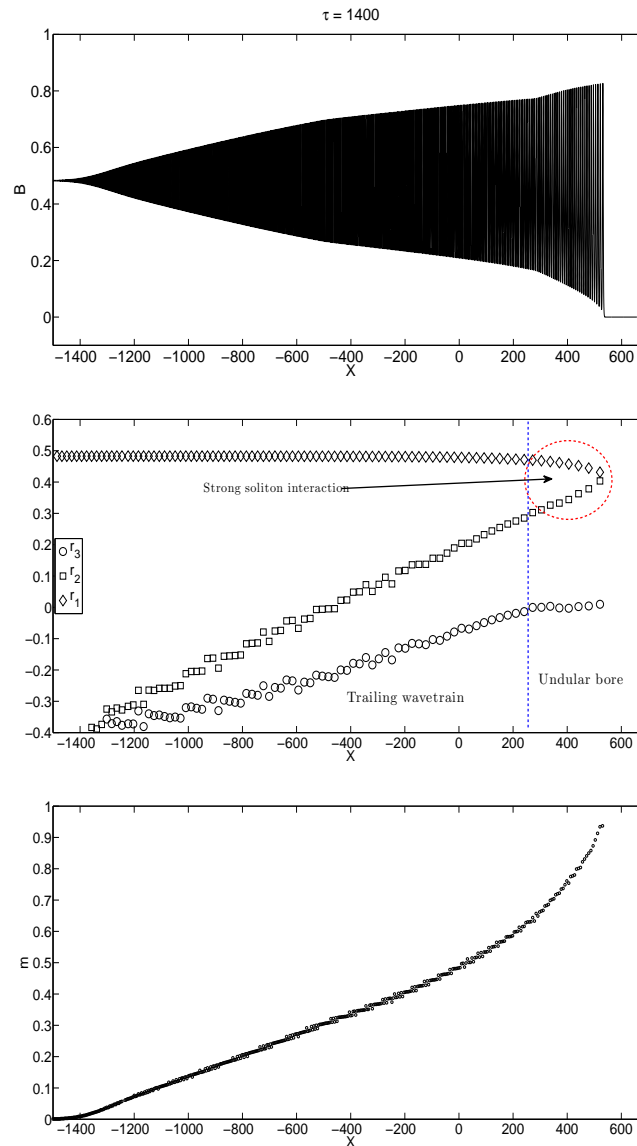 τ = 1400
1
0.8
0.6
0.4
0.2
0
B
−1400 −1200 −1000 −800 −600 −400 −200 0 200 400 600
X
0.6
0.5
0.4
0.3
0.2
0.1
0
−0.1
−0.2
−0.3
−0.4
Strong soliton interaction
r3
r2
r1
Trailing wavetrain
Undular bore
−1400 −1200 −1000 −800 −600 −400 −200 0 200 400 600
X
1
0.9
0.8
0.7
0.6
0.5
0.4
0.3
0.2
0.1
0
m
−1400 −1200 −1000 −800 −600 −400 −200 0 200 400 600
X